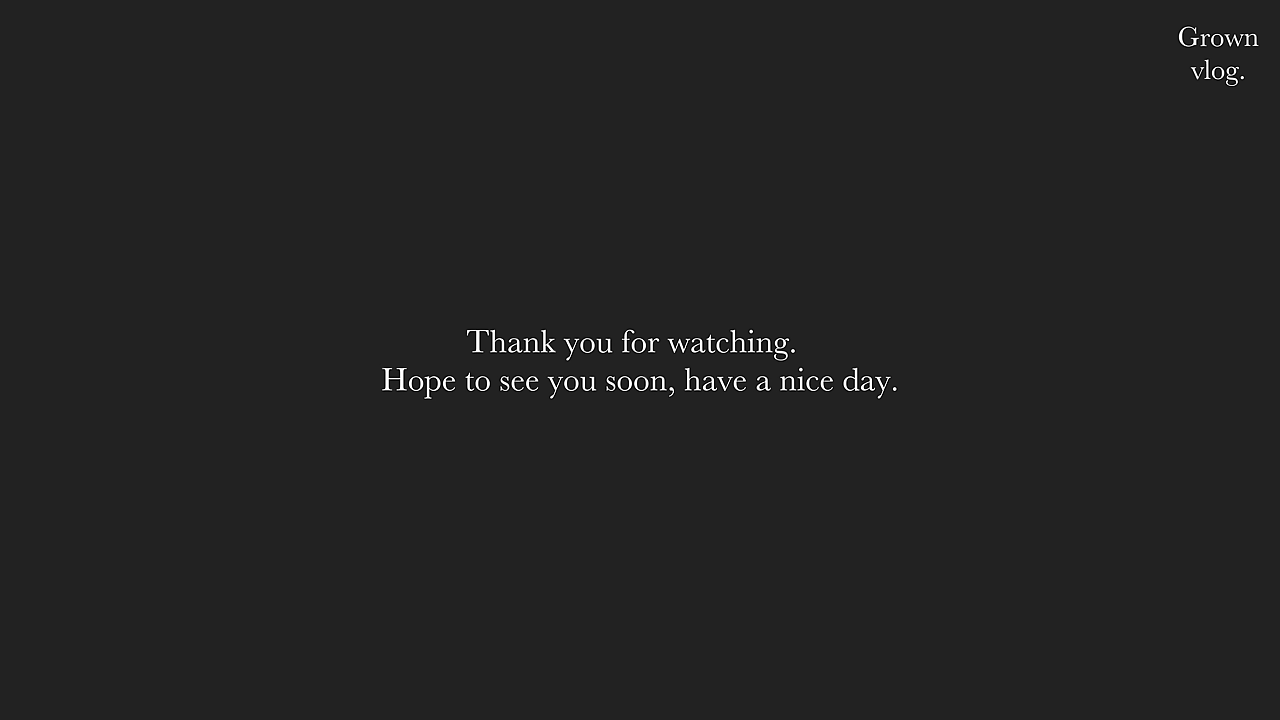 Grown
vlog.
Thank you for watching.
Hope to see you soon, have a nice day.